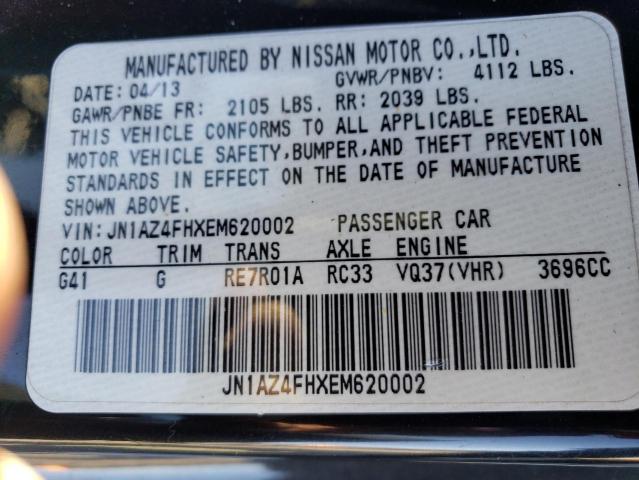 MANUFACTURED BY NISSAN MOTOR CO.,LTD.
DATE: 04/13 GVWR/PNBV: 4112 LBS.
GAWR/PNBE FR: 2105 LBS. RR: 2039 LBS.
THIS VEHICLE CONFORMS TO ALL APPLICABLE FEDERAL
MOTOR VEHICLE SAFETY,BUMPER,AND THEFT PREVENTION
STANDARDS IN EFFECT ON THE DATE OF MANUFACTURE
SHOWN ABOVE.
VIN:JN1AZ4FHXEM620002 PASSENGER CAR
COLOR TRIM TRANS AXLE ENGINE
G41 G RE7R01A RC33 VQ37(VHR) 3696CC
JN1AZ4FHXEM620002